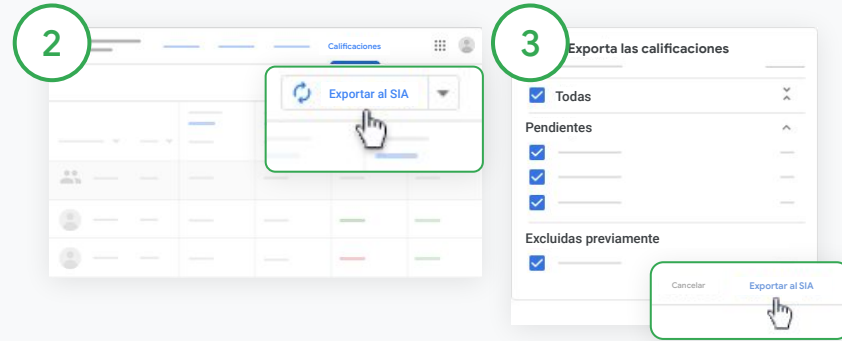 2
Calificaciones
Exportar al SIA
3
Exporta las calificaciones
Todas
Pendientes
Excluidas previamente
Cancelar
Exportar al SIA